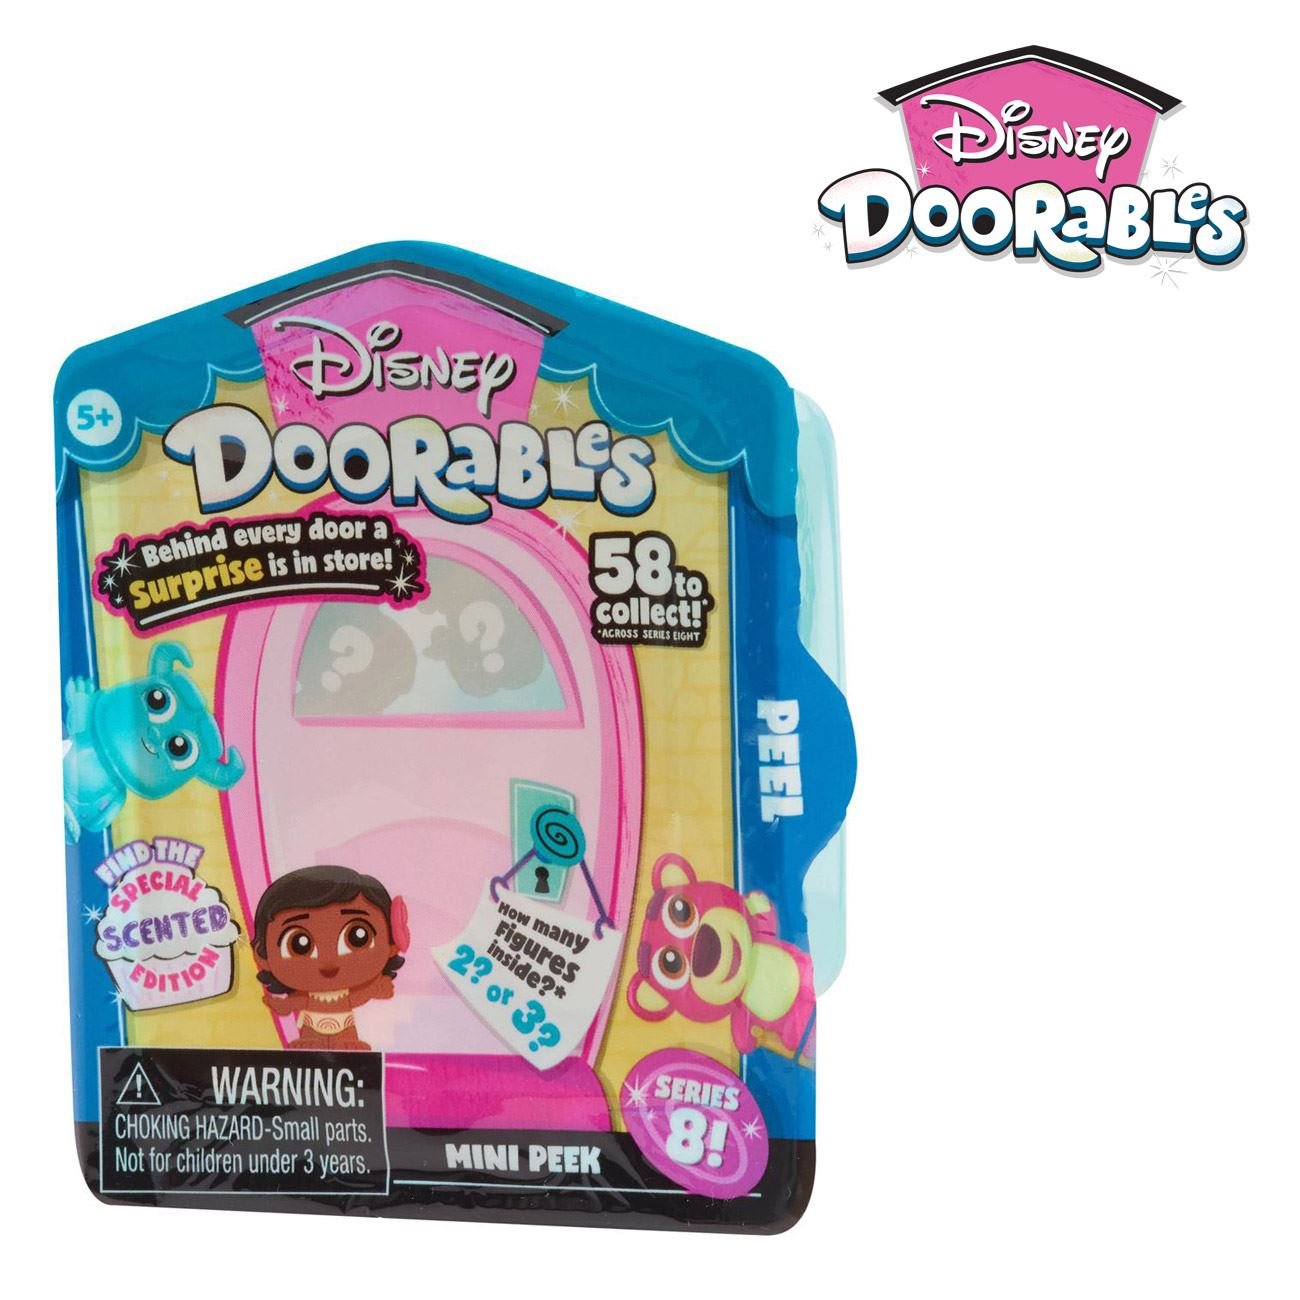 Disney
DOORABLES
Disney
DOORABLES
5+
Behind every door a
surprise is in store!
58 to
collect!*
*ACROSS SERIES EIGHT
? ?
PEEL
FIND THE
SPECIAL
SCENTED
EDITION
How many
Figures
inside?*
2? or 3?
WARNING:
CHOKING HAZARD-Small parts.
Not for children under 3 years.
MINI PEEK
SERIES
8!